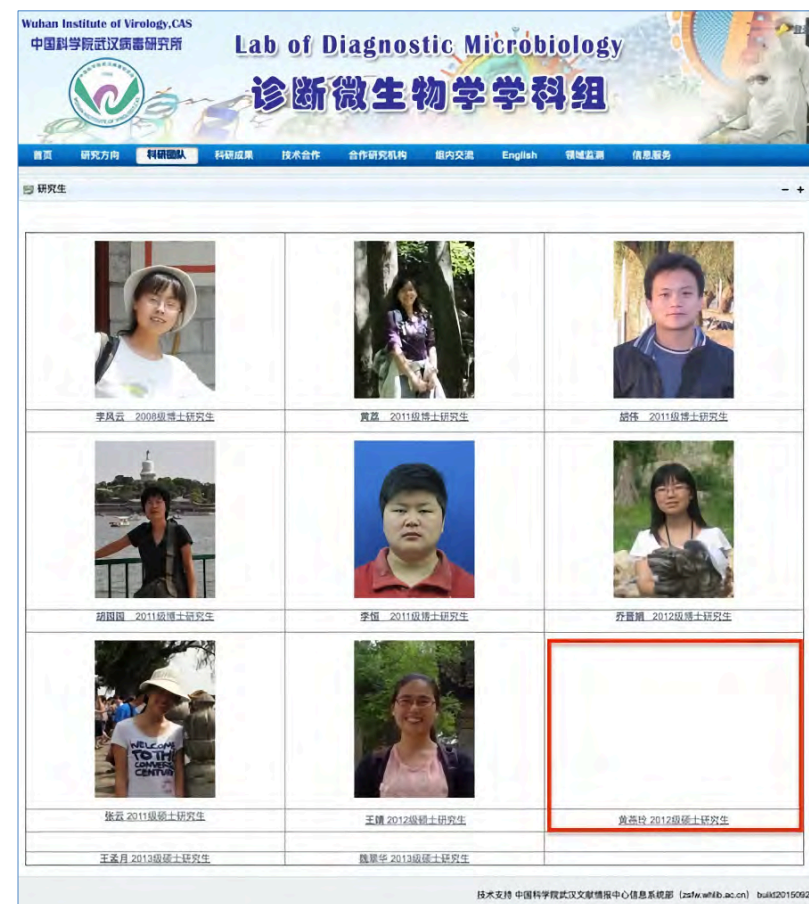 Wuhan Institute of Virology,CAS
中国科学院武汉病毒研究所
Lab of Diagnostic Microbiology
诊断微生物学学科组
首页 研究方向 科研团队 科研成果 技术合作 合作研究机构 组内交流 English 领域监测 信息服务
研究生 - +
李凤云 2008级博士研究生 黄荔 2011级博士研究生 胡伟 2011级博士研究生
WELCOME
TO THE
CONVERSE
CENTURY
胡园园 2011级博士研究生 李恒 2011级博士研究生 乔晋娟 2012级博士研究生
张云 2011级硕士研究生 王婧 2012级硕士研究生 黄燕玲 2012级硕士研究生
王孟月 2013级硕士研究生 魏翠华 2013级硕士研究生
技术支持 中国科学院武汉文献情报中心信息系统部 (zsfw.whlib.ac.cn) build2015092